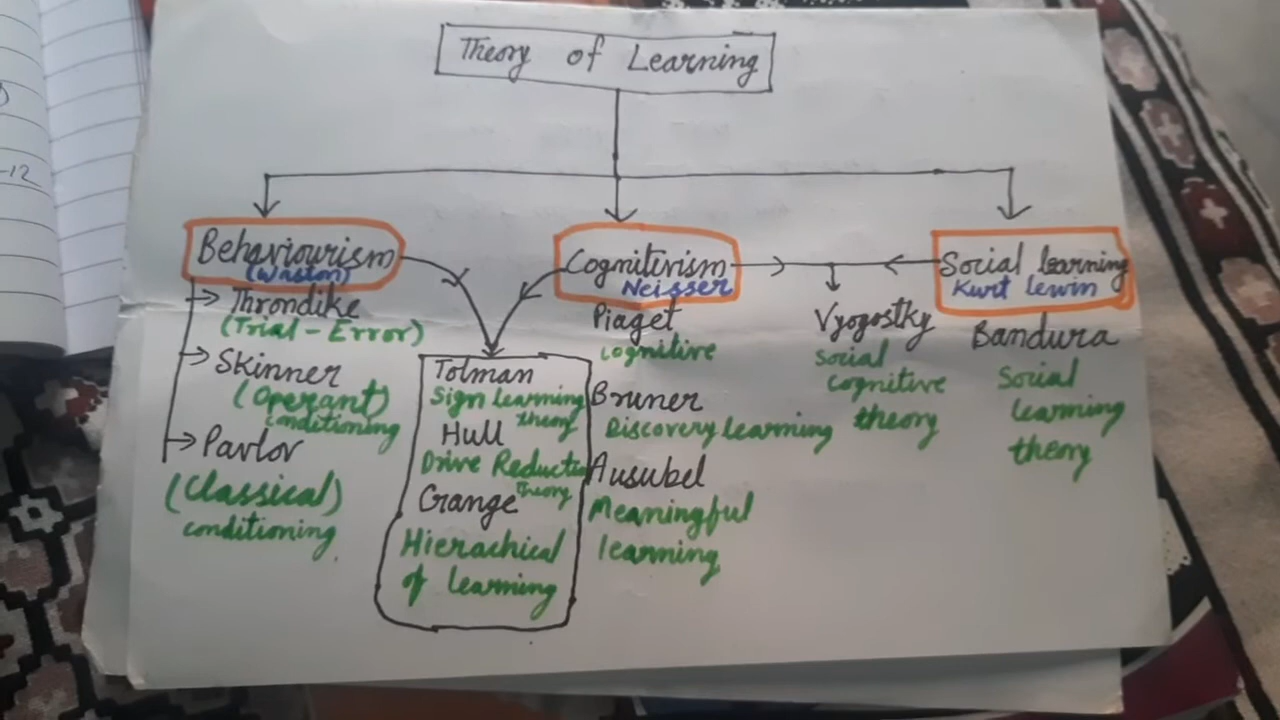 Theory of Learning
Behaviourism
(Waston)
Throndike
(Trial - Error)
Skinner
(Operant)
conditioning
Pavlov
(Classical)
conditioning
Tolman
Sign learning
theory
Hull
Drive Reduction
Theory
Grange
Hierachical
of learning
Cognitivism
Neisser
Piaget
cognitive
Bruner
Discovery learning
Ausubel
Meaningful
learning
Vygogstky
Social
cognitive
theory
Social learning
Kurt lewin
Bandura
Social
learning
theory
-12